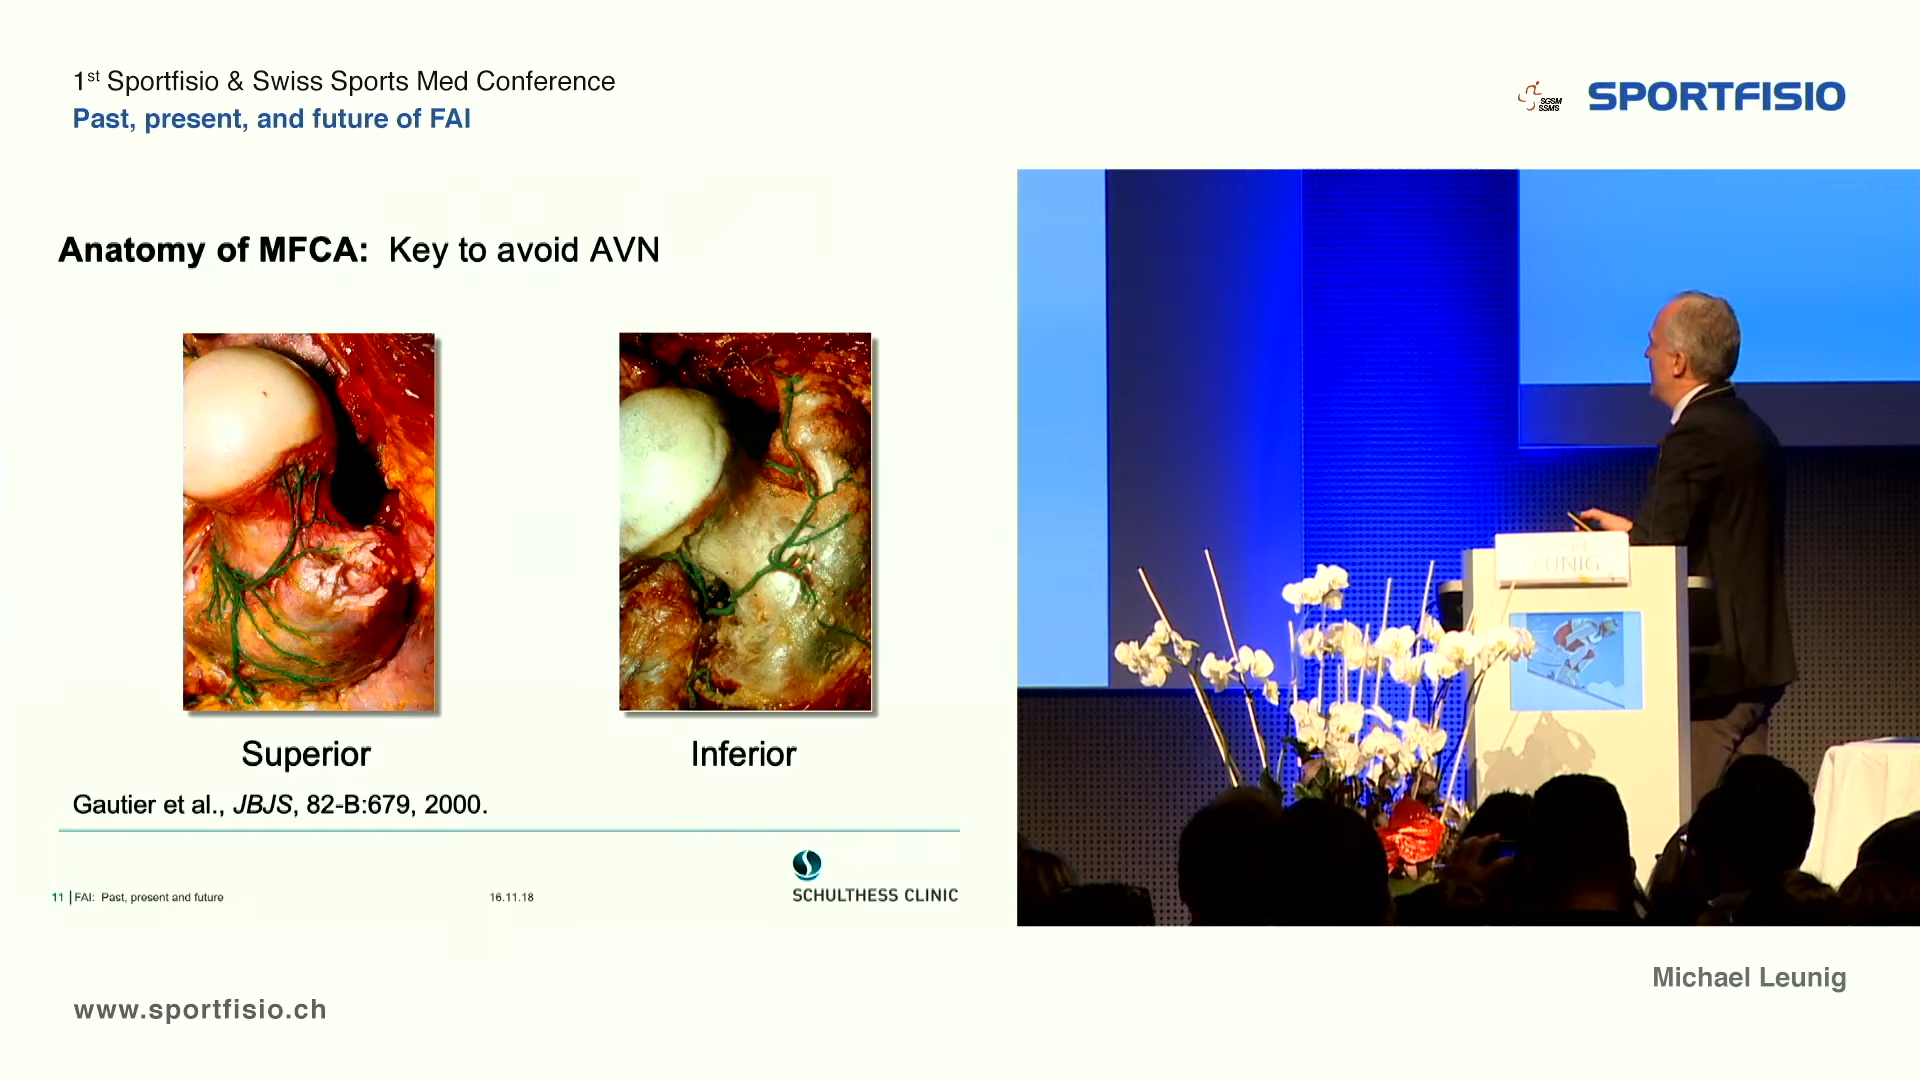 1st Sportfisio & Swiss Sports Med Conference
Past, present, and future of FAI
SGSM
SSMS
SPORTFISIO
Anatomy of MFCA: Key to avoid AVN
Superior
Inferior
Gautier et al., JBJS, 82-B:679, 2000.
11 | FAI: Past, present and future
16.11.18
SCHULTHESS CLINIC
Michael Leunig
www.sportfisio.ch